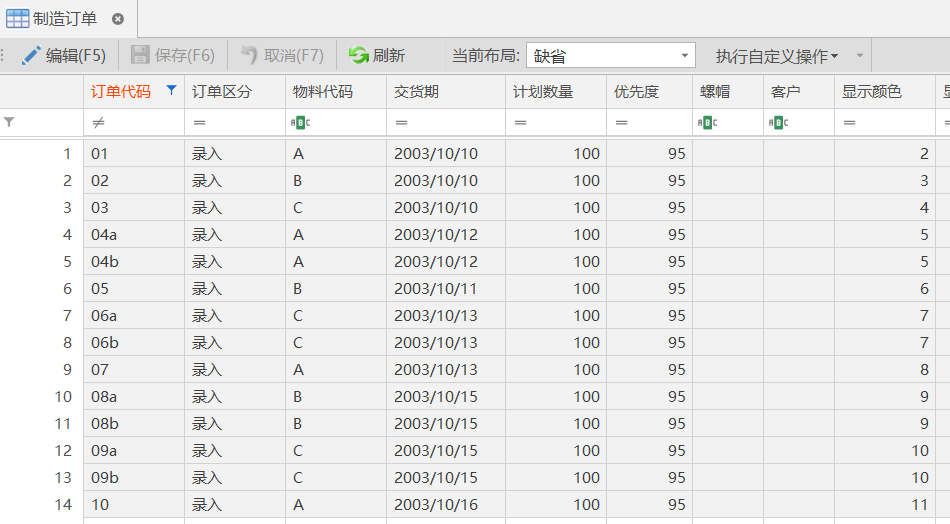 制造订单
编辑(F5) 保存(F6) 取消(F7) 刷新 当前布局: 缺省 执行自定义操作
订单代码 订单区分 物料代码 交货期 计划数量 优先度 螺帽 客户 显示颜色
≠ = ABC = = = ABC ABC =
1 01 录入 A 2003/10/10 100 95 2
2 02 录入 B 2003/10/10 100 95 3
3 03 录入 C 2003/10/10 100 95 4
4 04a 录入 A 2003/10/12 100 95 5
5 04b 录入 A 2003/10/12 100 95 5
6 05 录入 B 2003/10/11 100 95 6
7 06a 录入 C 2003/10/13 100 95 7
8 06b 录入 C 2003/10/13 100 95 7
9 07 录入 A 2003/10/13 100 95 8
10 08a 录入 B 2003/10/15 100 95 9
11 08b 录入 B 2003/10/15 100 95 9
12 09a 录入 C 2003/10/15 100 95 10
13 09b 录入 C 2003/10/15 100 95 10
14 10 录入 A 2003/10/16 100 95 11